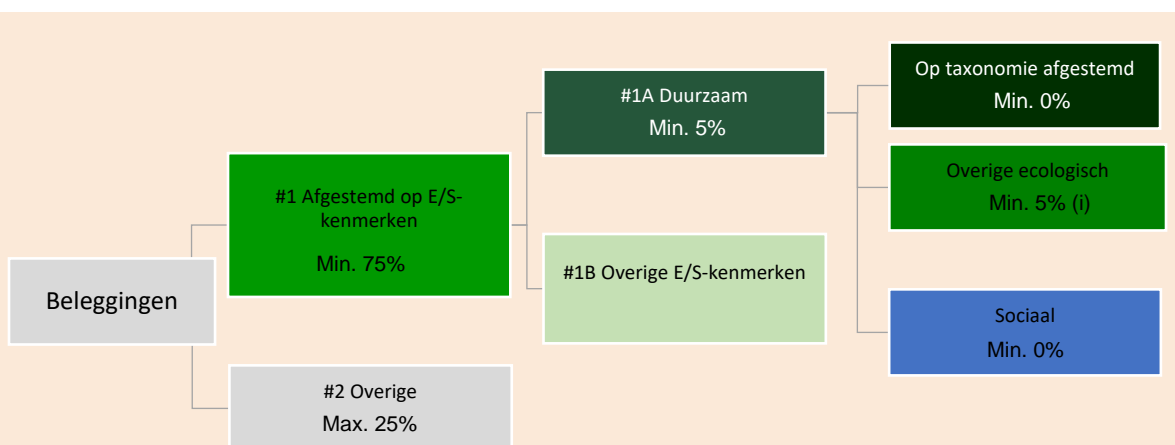 Beleggingen
#1 Afgestemd op E/S-
kenmerken
Min. 75%
#2 Overige
Max. 25%
#1A Duurzaam
Min. 5%
#1B Overige E/S-kenmerken
Op taxonomie afgestemd
Min. 0%
Overige ecologisch
Min. 5% (i)
Sociaal
Min. 0%